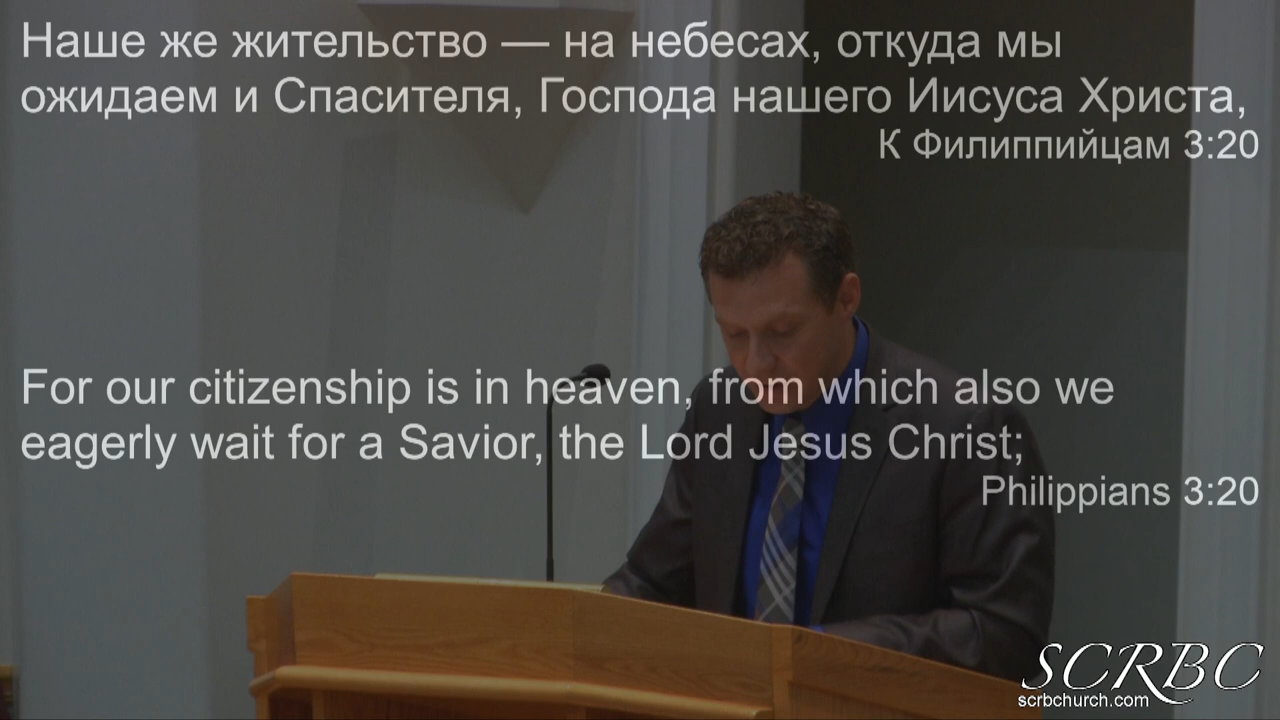 Наше же жительство — на небесах, откуда мы
ожидаем и Спасителя, Господа нашего Иисуса Христа,
К Филиппийцам 3:20
For our citizenship is in heaven, from which also we
eagerly wait for a Savior, the Lord Jesus Christ;
Philippians 3:20
SCRBC
scrbchurch.com